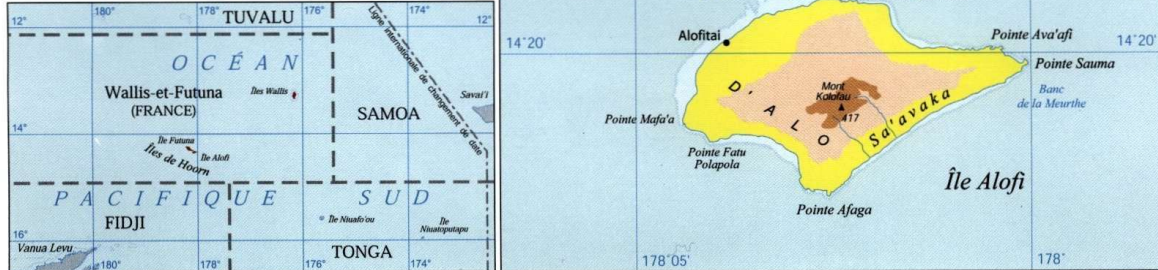 12°
180°
178°
176°
174°
12°
TUVALU
Ligne internationale de changement de date
OCÉAN
Wallis-et-Futuna
(FRANCE)
Îles Wallis
Savai'i
SAMOA
14°
Île Futuna
Île Alofi
Îles de Hoorn
PACIFIQUE SUD
FIDJI
Île Niuafo'ou
Île
Niuatoputapu
16°
TONGA
Vanua Levu
180°
178°
176°
174°
14°20'
Alofitai
Pointe Ava'afi
14°20'
Pointe Sauma
Banc
de la Meurthe
D'ALO
Mont
Kolofau
417
Sa'avaka
Pointe Mafa'a
Pointe Fatu
Polapola
Île Alofi
Pointe Afaga
178°05'
178°